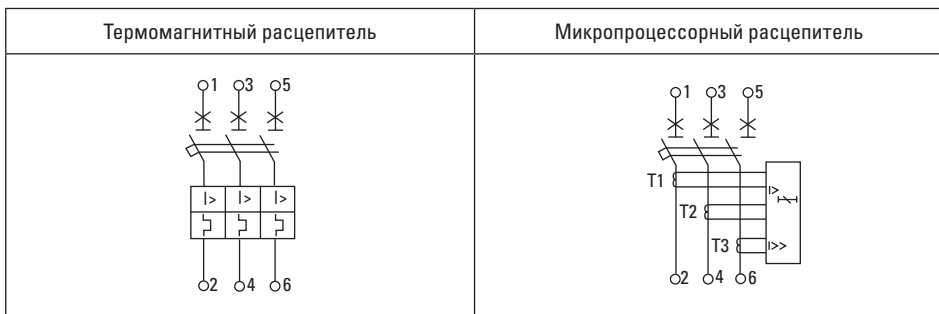 Термомагнитный расцепитель
Микропроцессорный расцепитель
1 3 5
I> I> I>
2 4 6
1 3 5
T1
I>
T2
T3
I>>
2 4 6